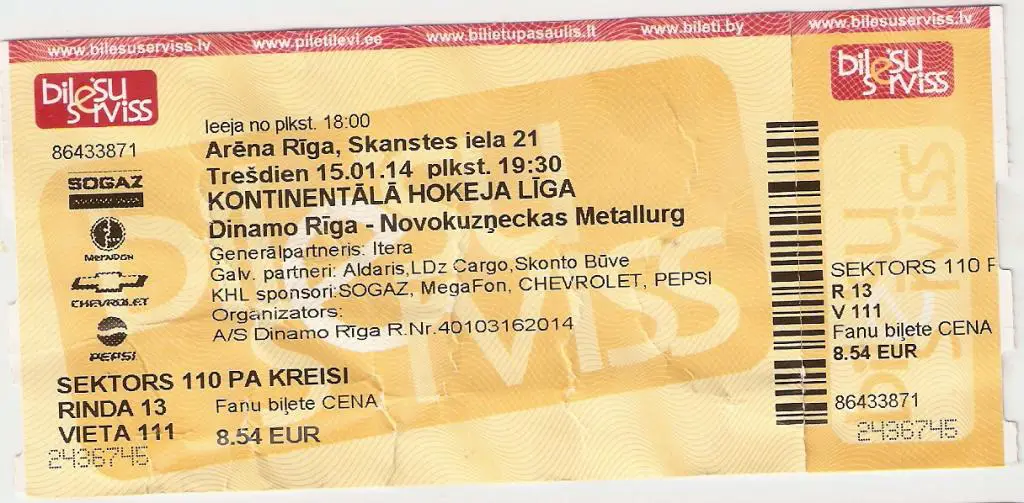 www.bilesuserviss.lv www.piletilevi.ee www.bilietupasaulis.lt www.bileti.by www.bilesuserviss.lv
bilešu
serviss
86433871
SOGAZ
MegaFon
CHEVROLET
PEPSI
Ieeja no plkst. 18:00
Arēna Rīga, Skanstes iela 21
Trešdien 15.01.14 plkst. 19:30
KONTINENTĀLĀ HOKEJA LĪGA
Dinamo Rīga - Novokuzņeckas Metallurg
Ģenerālpartneris: Itera
Galv. partneri: Aldaris,LDz Cargo,Skonto Būve
KHL sponsori:SOGAZ, MegaFon, CHEVROLET, PEPSI
Organizators:
A/S Dinamo Rīga R.Nr.40103162014
SEKTORS 110 PA KREISI
RINDA 13 Fanu biļete CENA
VIETA 111 8.54 EUR
2436745
bilešu
serviss
SEKTORS 110 P
R 13
V 111
Fanu biļete CENA
8.54 EUR
86433871
2436745